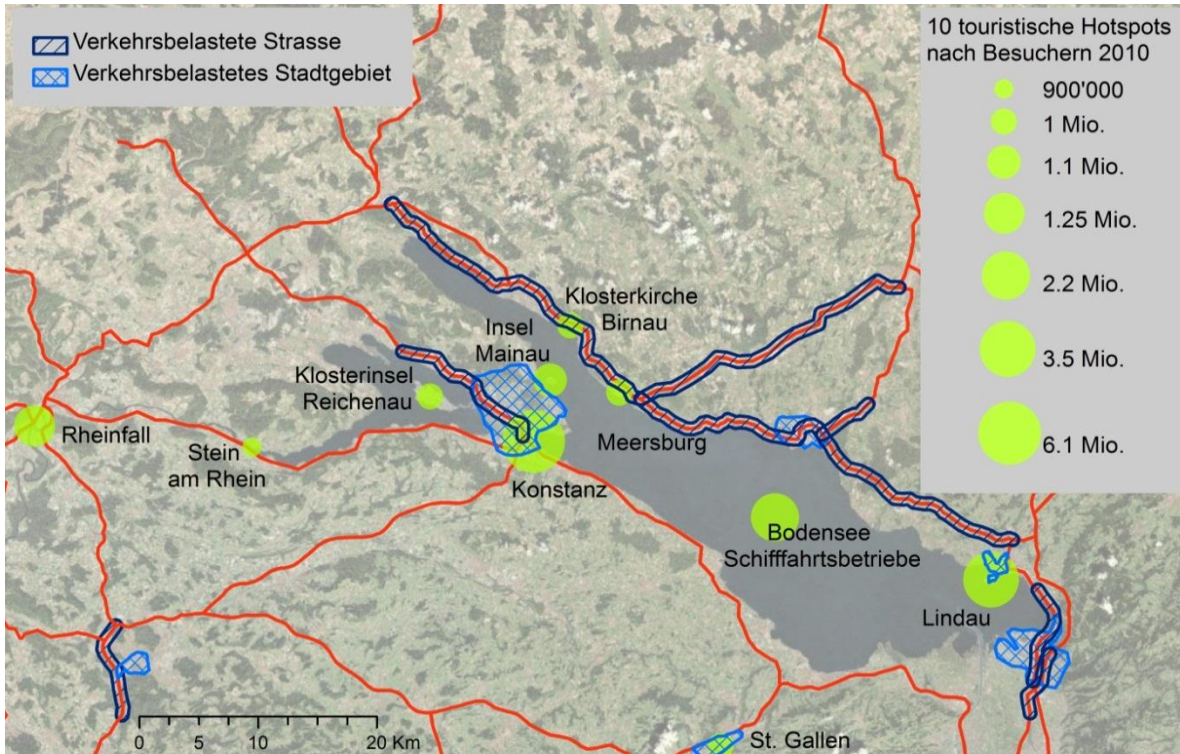 Verkehrsbelastete Strasse
Verkehrsbelastetes Stadtgebiet
10 touristische Hotspots
nach Besuchern 2010
900'000
1 Mio.
1.1 Mio.
1.25 Mio.
2.2 Mio.
3.5 Mio.
6.1 Mio.
Klosterkirche
Birnau
Insel
Mainau
Klosterinsel
Reichenau
Rheinfall
Stein
am Rhein
Meersburg
Konstanz
Bodensee
Schifffahrtsbetriebe
Lindau
St. Gallen
0 5 10 20 Km